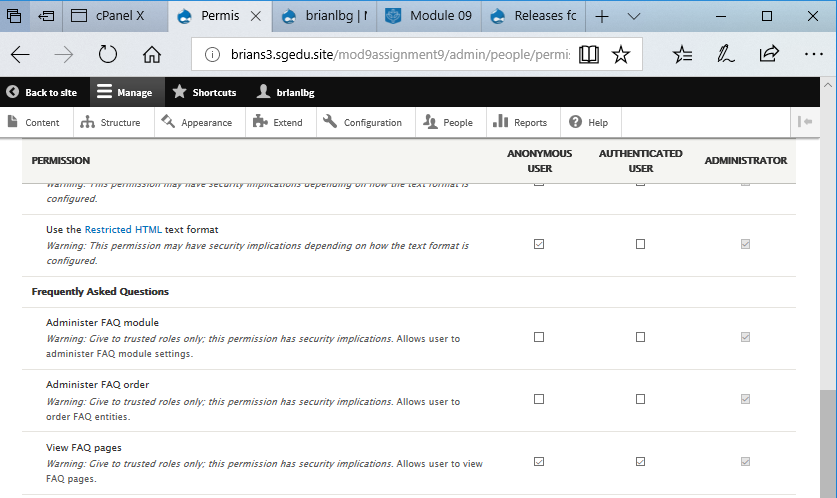 cPanel X
Permis
brianlbg | N
Module 09
Releases fo
brians3.sgedu.site/mod9assignment9/admin/people/permi
Back to site
Manage
Shortcuts
brianlbg
Content
Structure
Appearance
Extend
Configuration
People
Reports
Help
PERMISSION
ANONYMOUS
USER
AUTHENTICATED
USER
ADMINISTRATOR
Warning: This permission may have security implications depending on how the text format is
configured.
Use the Restricted HTML text format
Warning: This permission may have security implications depending on how the text format is
configured.
Frequently Asked Questions
Administer FAQ module
Warning: Give to trusted roles only; this permission has security implications. Allows user to
administer FAQ module settings.
Administer FAQ order
Warning: Give to trusted roles only; this permission has security implications. Allows user to
order FAQ entities.
View FAQ pages
Warning: Give to trusted roles only; this permission has security implications. Allows user to view
FAQ pages.